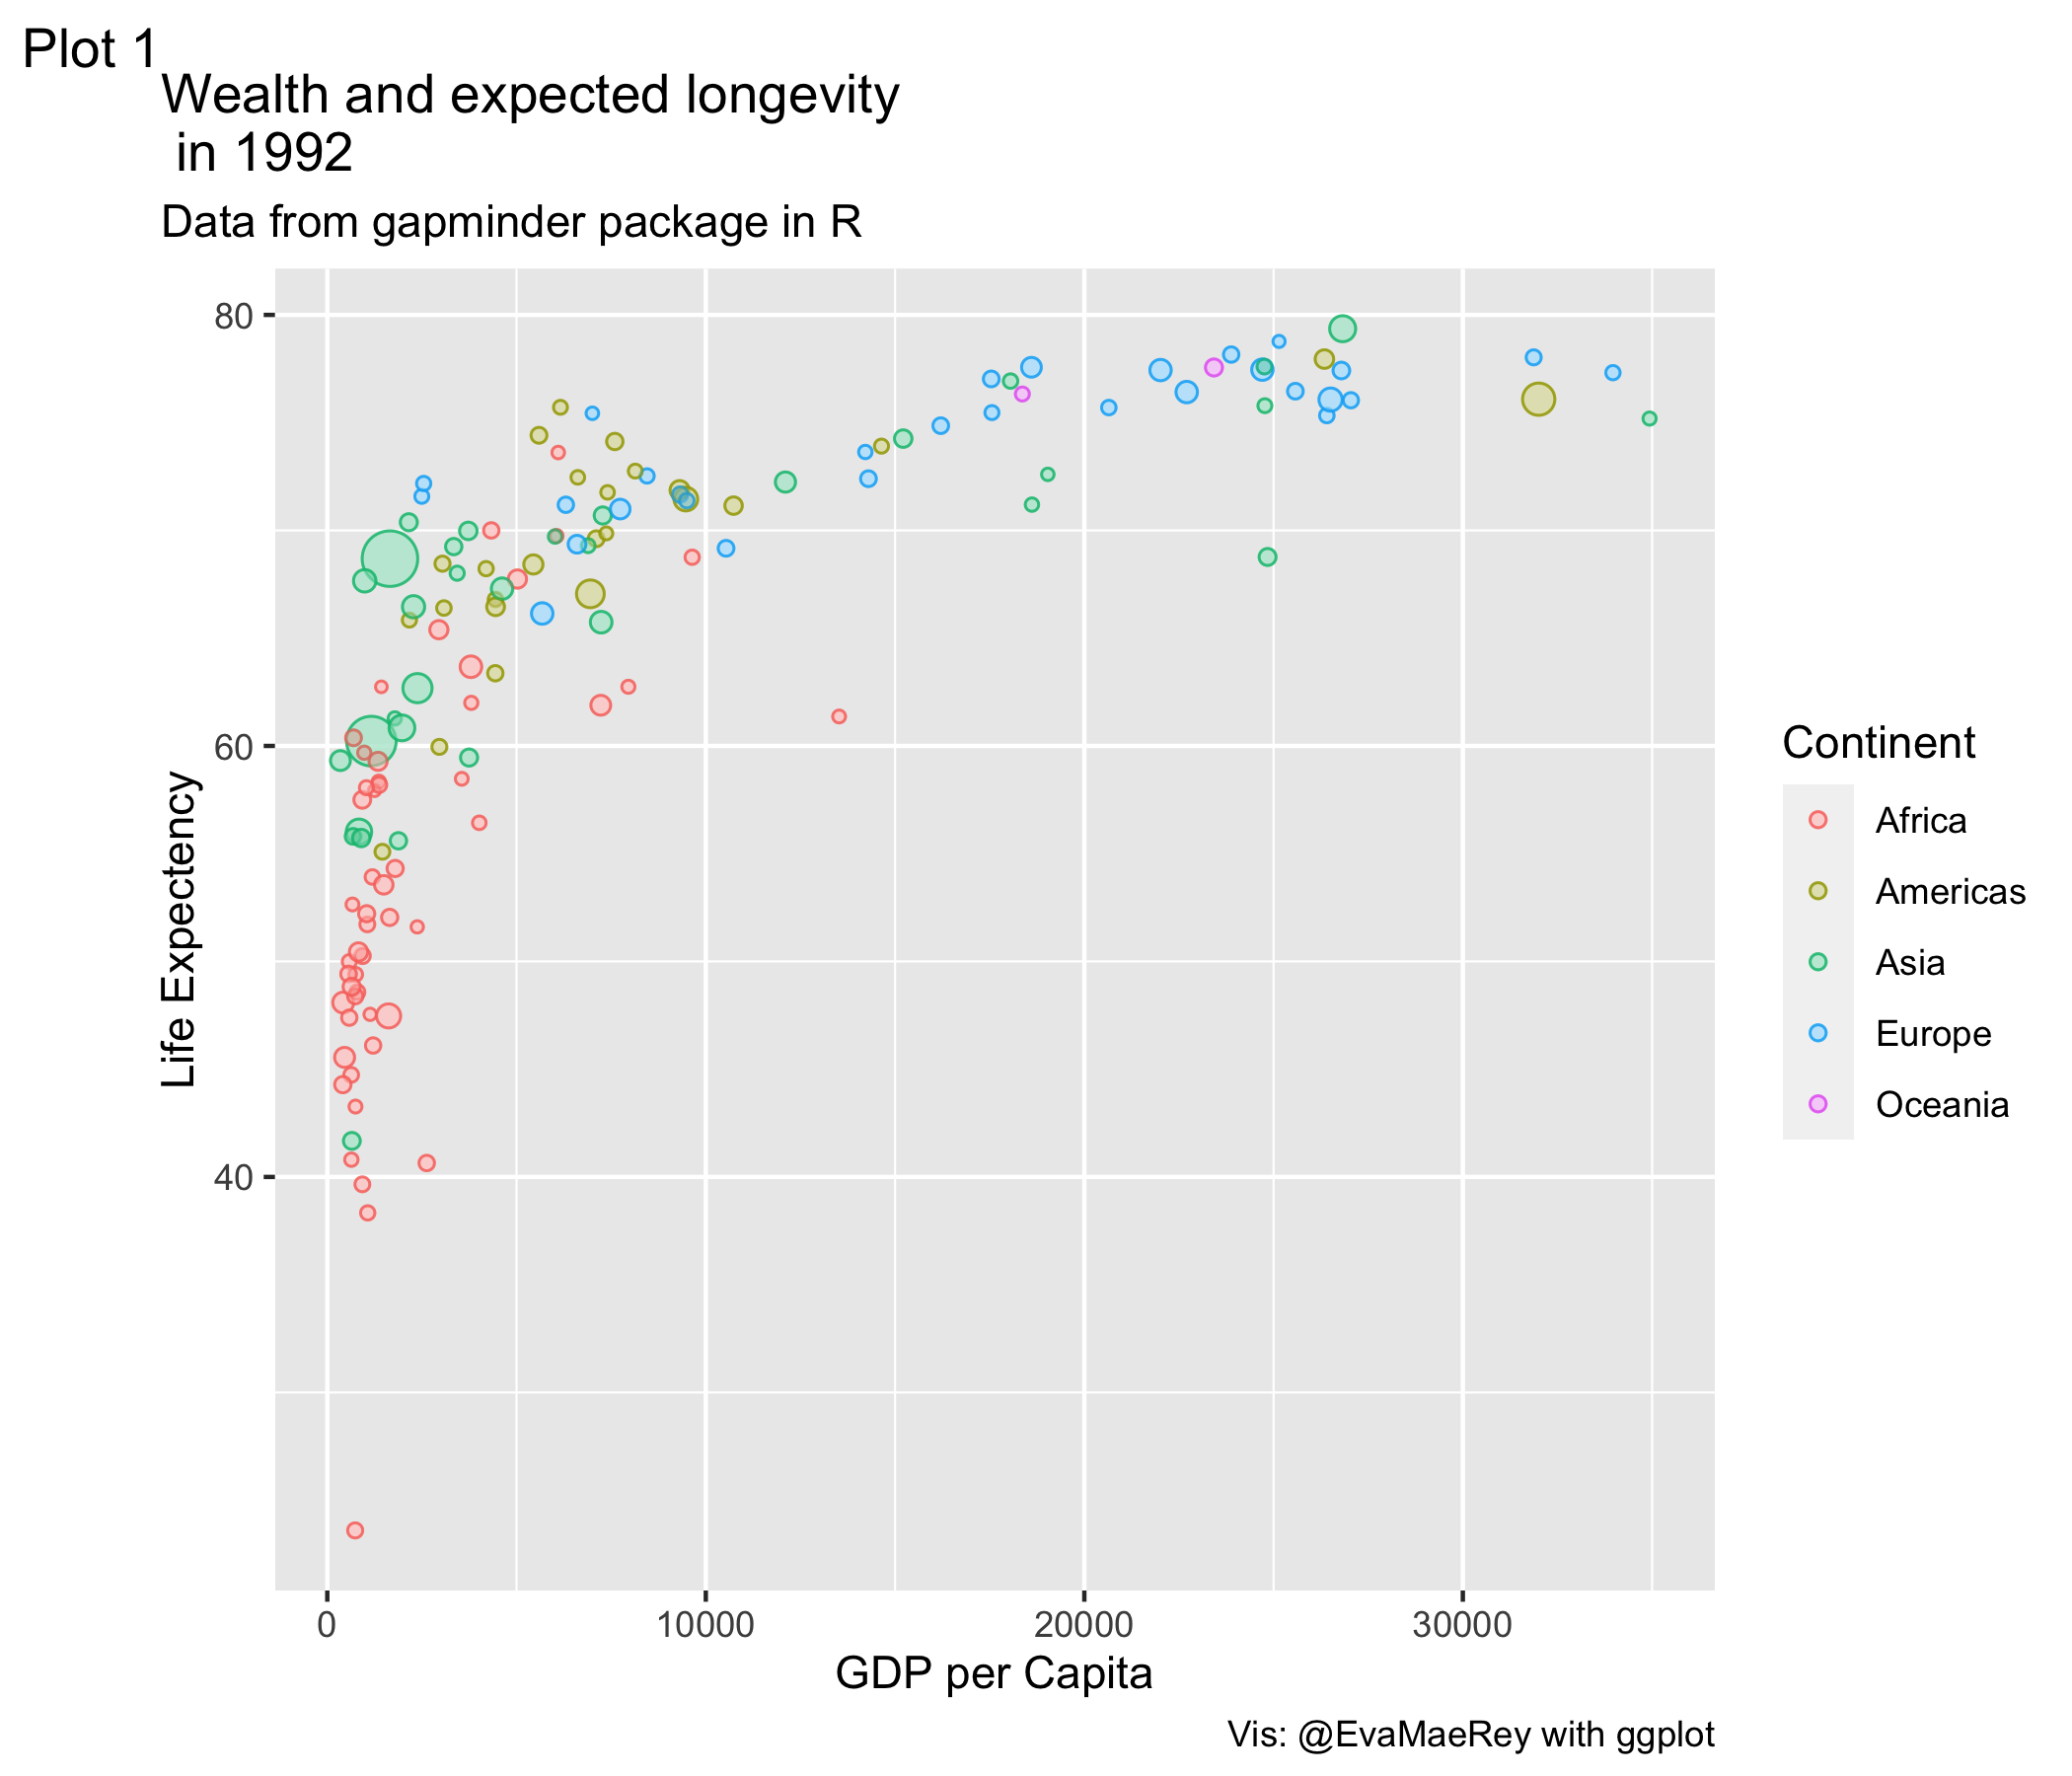 Plot 1
Wealth and expected longevity
in 1992
Data from gapminder package in R
80
60
40
Life Expectency
0 10000 20000 30000
GDP per Capita
Continent
Africa
Americas
Asia
Europe
Oceania
Vis: @EvaMaeRey with ggplot